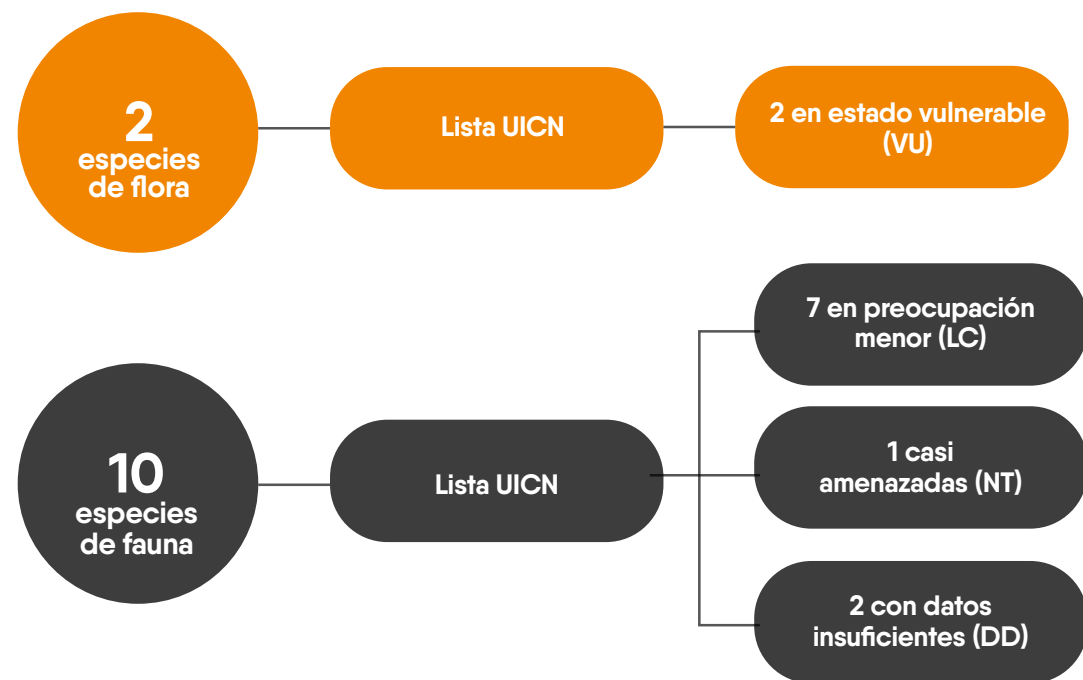 2
especies
de flora
Lista UICN
2 en estado vulnerable
(VU)
10
especies
de fauna
Lista UICN
7 en preocupación
menor (LC)
1 casi
amenazadas (NT)
2 con datos
insuficientes (DD)